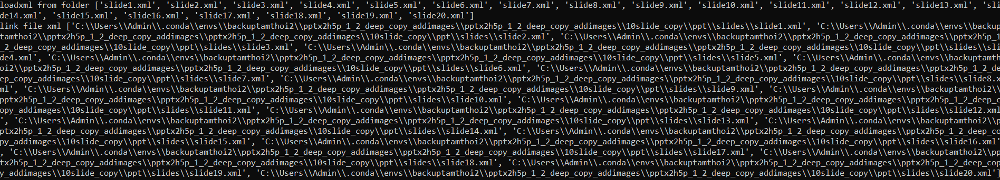 loadxml from folder ['slide1.xml', 'slide2.xml', 'slide3.xml', 'slide4.xml', 'slide5.xml', 'slide6.xml', 'slide7.xml', 'slide8.xml', 'slide9.xml', 'slide10.xml', 'slide11.xml', 'slide12.xml', 'slide13.xml', 'sli
de14.xml', 'slide15.xml', 'slide16.xml', 'slide17.xml', 'slide18.xml', 'slide19.xml', 'slide20.xml']
link file xml ['C:\\Users\\Admin\\.conda\\envs\\backuptamthoi2\\pptx2h5p_1_2_deep_copy_addimages\\pptx2h5p_1_2_deep_copy_addimages\\10slide_copy\\ppt\\slides\\slide1.xml', 'C:\\Users\\Admin\\.conda\\envs\\backup
tamthoi2\\pptx2h5p_1_2_deep_copy_addimages\\pptx2h5p_1_2_deep_copy_addimages\\10slide_copy\\ppt\\slides\\slide2.xml', 'C:\\Users\\Admin\\.conda\\envs\\backuptamthoi2\\pptx2h5p_1_2_deep_copy_addimages\\pptx2h5p_1
_2_deep_copy_addimages\\10slide_copy\\ppt\\slides\\slide3.xml', 'C:\\Users\\Admin\\.conda\\envs\\backuptamthoi2\\pptx2h5p_1_2_deep_copy_addimages\\pptx2h5p_1_2_deep_copy_addimages\\10slide_copy\\ppt\\slides\\sli
de4.xml', 'C:\\Users\\Admin\\.conda\\envs\\backuptamthoi2\\pptx2h5p_1_2_deep_copy_addimages\\pptx2h5p_1_2_deep_copy_addimages\\10slide_copy\\ppt\\slides\\slide5.xml', 'C:\\Users\\Admin\\.conda\\envs\\backuptamth
oi2\\pptx2h5p_1_2_deep_copy_addimages\\pptx2h5p_1_2_deep_copy_addimages\\10slide_copy\\ppt\\slides\\slide6.xml', 'C:\\Users\\Admin\\.conda\\envs\\backuptamthoi2\\pptx2h5p_1_2_deep_copy_addimages\\pptx2h5p_1_2_de
ep_copy_addimages\\10slide_copy\\ppt\\slides\\slide7.xml', 'C:\\Users\\Admin\\.conda\\envs\\backuptamthoi2\\pptx2h5p_1_2_deep_copy_addimages\\pptx2h5p_1_2_deep_copy_addimages\\10slide_copy\\ppt\\slides\\slide8.x
ml', 'C:\\Users\\Admin\\.conda\\envs\\backuptamthoi2\\pptx2h5p_1_2_deep_copy_addimages\\pptx2h5p_1_2_deep_copy_addimages\\10slide_copy\\ppt\\slides\\slide9.xml', 'C:\\Users\\Admin\\.conda\\envs\\backuptamthoi2\\
pptx2h5p_1_2_deep_copy_addimages\\pptx2h5p_1_2_deep_copy_addimages\\10slide_copy\\ppt\\slides\\slide10.xml', 'C:\\Users\\Admin\\.conda\\envs\\backuptamthoi2\\pptx2h5p_1_2_deep_copy_addimages\\pptx2h5p_1_2_deep_c
opy_addimages\\10slide_copy\\ppt\\slides\\slide11.xml', 'C:\\Users\\Admin\\.conda\\envs\\backuptamthoi2\\pptx2h5p_1_2_deep_copy_addimages\\pptx2h5p_1_2_deep_copy_addimages\\10slide_copy\\ppt\\slides\\slide12.xml
', 'C:\\Users\\Admin\\.conda\\envs\\backuptamthoi2\\pptx2h5p_1_2_deep_copy_addimages\\pptx2h5p_1_2_deep_copy_addimages\\10slide_copy\\ppt\\slides\\slide13.xml', 'C:\\Users\\Admin\\.conda\\envs\\backuptamthoi2\\p
ptx2h5p_1_2_deep_copy_addimages\\pptx2h5p_1_2_deep_copy_addimages\\10slide_copy\\ppt\\slides\\slide14.xml', 'C:\\Users\\Admin\\.conda\\envs\\backuptamthoi2\\pptx2h5p_1_2_deep_copy_addimages\\pptx2h5p_1_2_deep_co
py_addimages\\10slide_copy\\ppt\\slides\\slide15.xml', 'C:\\Users\\Admin\\.conda\\envs\\backuptamthoi2\\pptx2h5p_1_2_deep_copy_addimages\\pptx2h5p_1_2_deep_copy_addimages\\10slide_copy\\ppt\\slides\\slide16.xml'
, 'C:\\Users\\Admin\\.conda\\envs\\backuptamthoi2\\pptx2h5p_1_2_deep_copy_addimages\\pptx2h5p_1_2_deep_copy_addimages\\10slide_copy\\ppt\\slides\\slide17.xml', 'C:\\Users\\Admin\\.conda\\envs\\backuptamthoi2\\pp
tx2h5p_1_2_deep_copy_addimages\\pptx2h5p_1_2_deep_copy_addimages\\10slide_copy\\ppt\\slides\\slide18.xml', 'C:\\Users\\Admin\\.conda\\envs\\backuptamthoi2\\pptx2h5p_1_2_deep_copy_addimages\\pptx2h5p_1_2_deep_cop
y_addimages\\10slide_copy\\ppt\\slides\\slide19.xml', 'C:\\Users\\Admin\\.conda\\envs\\backuptamthoi2\\pptx2h5p_1_2_deep_copy_addimages\\pptx2h5p_1_2_deep_copy_addimages\\10slide_copy\\ppt\\slides\\slide20.xml']